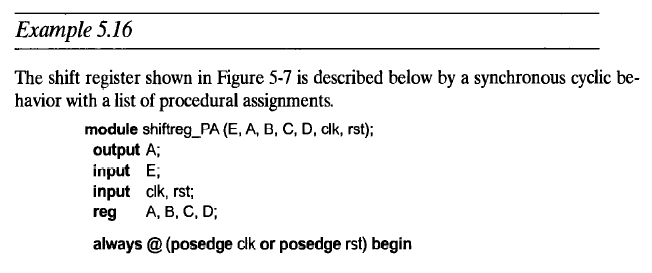 Example 5.16
The shift register shown in Figure 5-7 is described below by a synchronous cyclic be-
havior with a list of procedural assignments.
module shiftreg_PA (E, A, B, C, D, clk, rst);
output A;
input E;
input clk, rst;
reg A, B, C, D;
always @ (posedge clk or posedge rst) begin